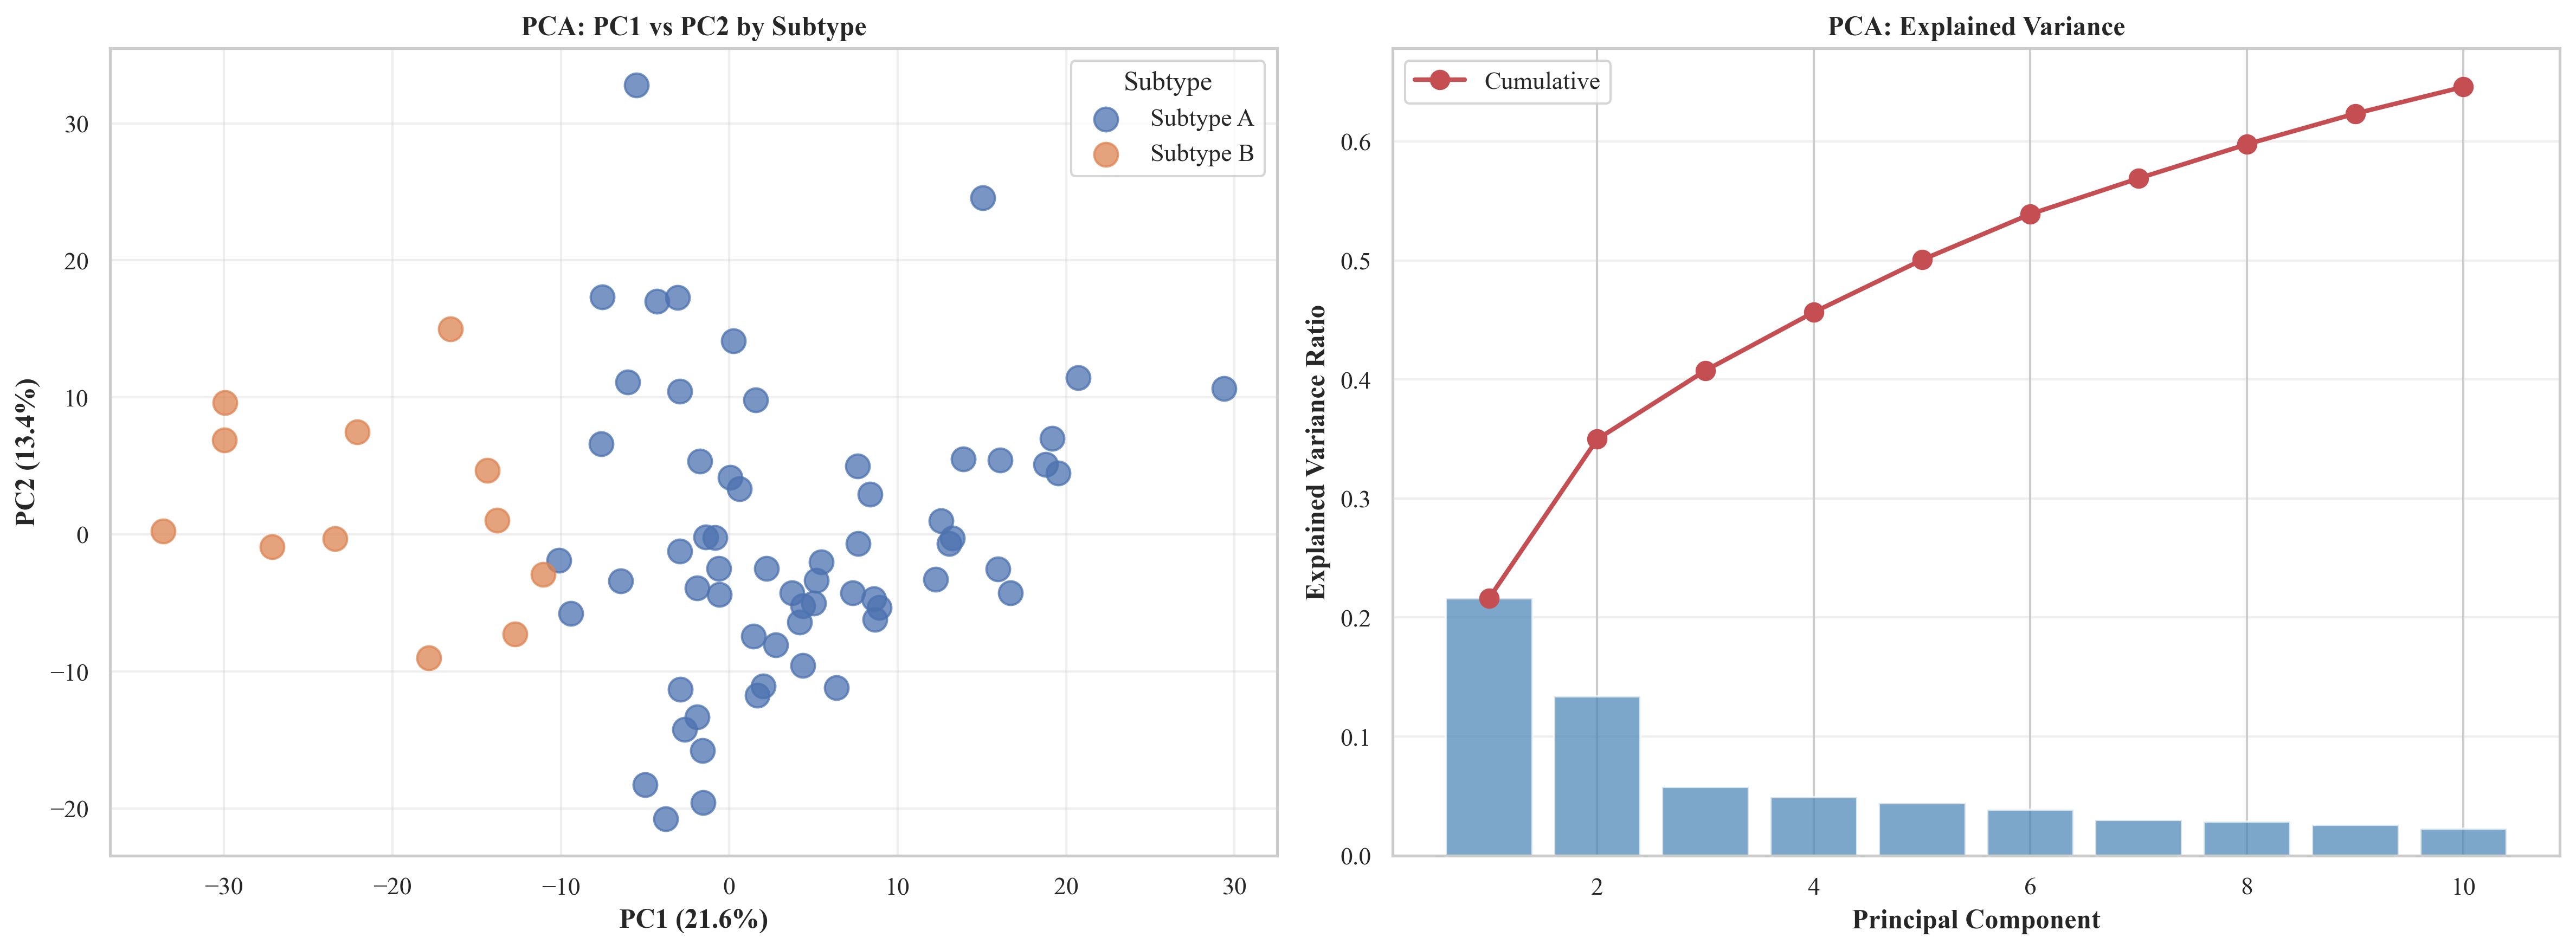 PCA: PC1 vs PC2 by Subtype
Subtype
Subtype A
Subtype B
30
20
10
0
−10
−20
PC2 (13.4%)
−30
−20
−10
0
10
20
30
PC1 (21.6%)
PCA: Explained Variance
Cumulative
0.6
0.5
0.4
0.3
0.2
0.1
0.0
Explained Variance Ratio
2
4
6
8
10
Principal Component